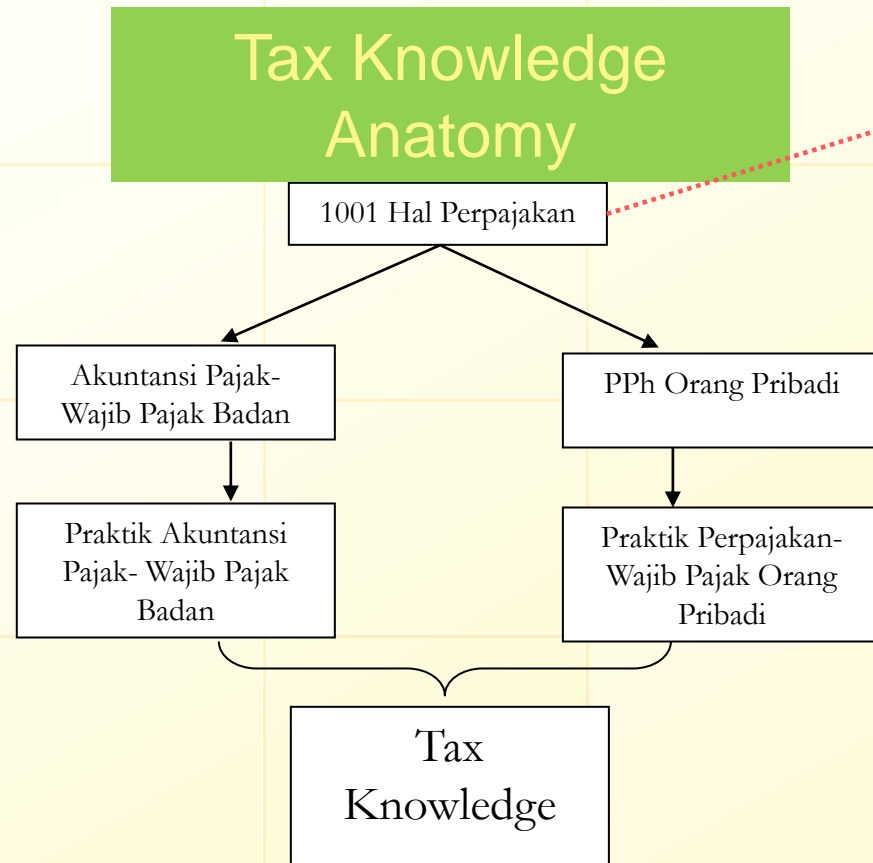 Tax Knowledge
Anatomy
1001 Hal Perpajakan
Akuntansi Pajak-
Wajib Pajak Badan
PPh Orang Pribadi
Praktik Akuntansi
Pajak- Wajib Pajak
Badan
Praktik Perpajakan-
Wajib Pajak Orang
Pribadi
Tax
Knowledge